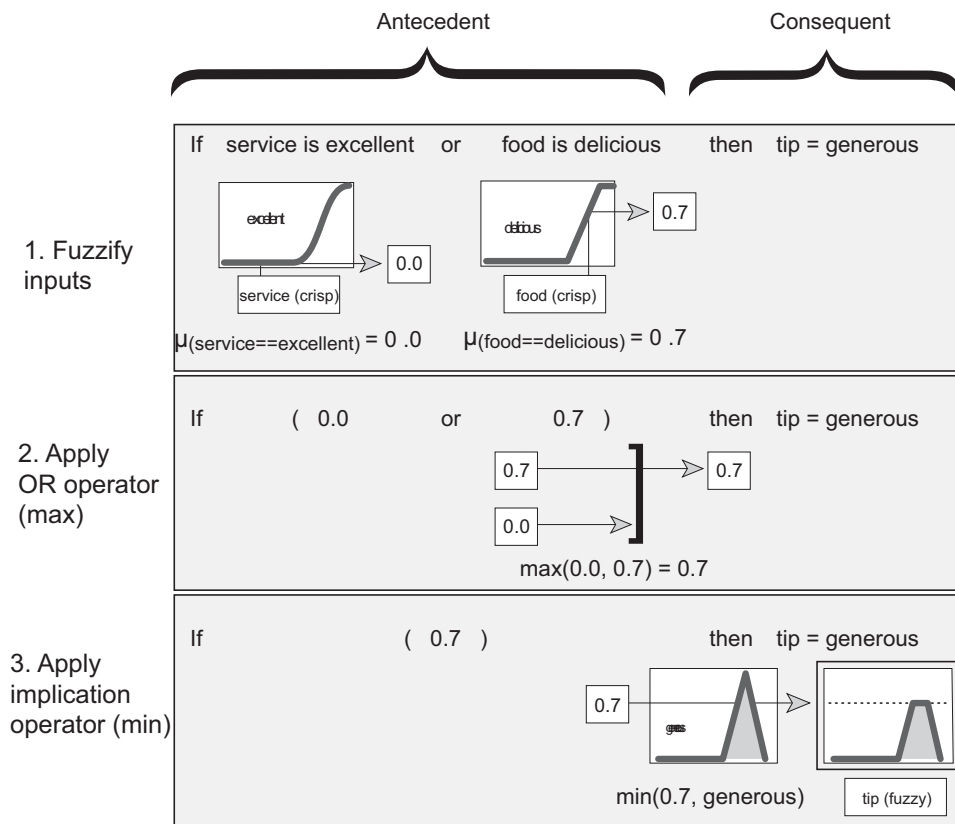 Antecedent
Consequent
If service is excellent or food is delicious then tip = generous
excellent
delicious
0.7
0.0
1. Fuzzify
inputs
service (crisp)
food (crisp)
μ(service==excellent) = 0 .0
μ(food==delicious) = 0 .7
If ( 0.0 or 0.7 ) then tip = generous
2. Apply
OR operator
(max)
0.7
0.7
0.0
max(0.0, 0.7) = 0.7
If ( 0.7 ) then tip = generous
3. Apply
implication
operator (min)
0.7
min(0.7, generous)
tip (fuzzy)